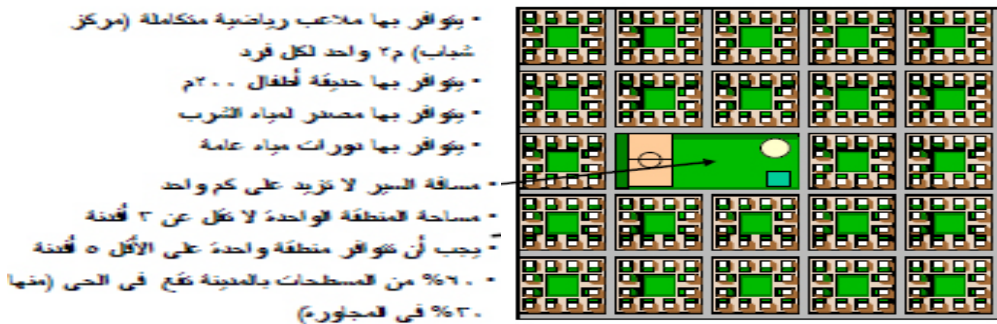 • يتوافر بها ملاعب رياضية متكاملة (مركز
شباب) م٢ واحد لكل فرد
• يتوافر بها حديقة أطفال ٢٠٠م
• يتوافر بها مصدر لمياه الشرب
• يتوافر بها دورات مياه عامة
• مسافة السير لا تزيد على كم واحد
• مساحة المنطقة الواحدة لا تقل عن ٣ أفدنة
• يجب أن تتوافر منطقة واحدة على الأقل ٥ أفدنة
• ٦٠% من المسطحات بالمدينة تقع في الحى (منها
٣٠% في المجاورة)